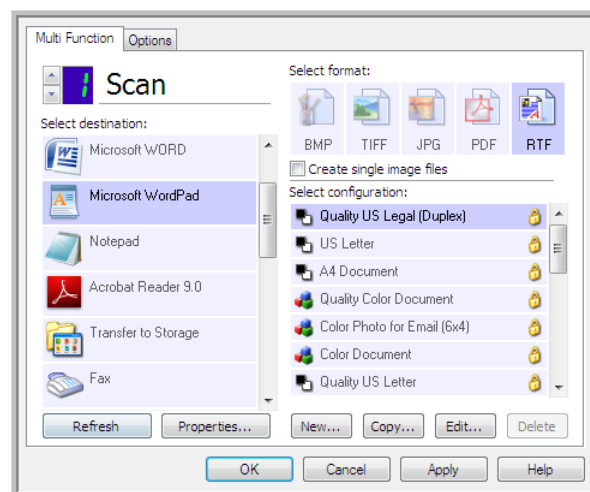 Multi Function
Options
1 Scan
Select destination:
Microsoft WORD
Microsoft WordPad
Notepad
Acrobat Reader 9.0
Transfer to Storage
Fax
Refresh
Properties...
Select format:
BMP TIFF JPG PDF RTF
Create single image files
Select configuration:
Quality US Legal (Duplex)
US Letter
A4 Document
Quality Color Document
Color Photo for Email (6x4)
Color Document
Quality US Letter
New... Copy... Edit... Delete
OK Cancel Apply Help